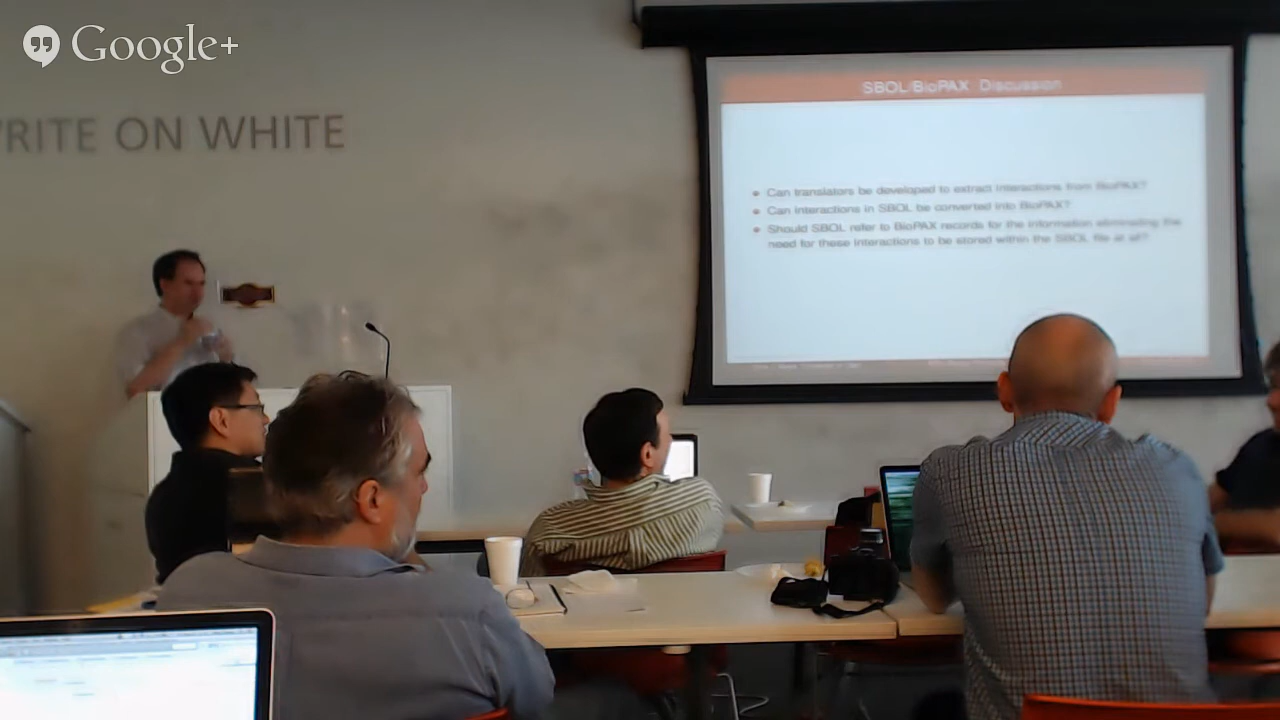 Google+
RITE ON WHITE
SBOL/BioPAX Discussion
Can translators be developed to extract interactions from BioPAX?
Can interactions in SBOL be converted into BioPAX?
Should SBOL refer to BioPAX records for the information eliminating the
need for these interactions to be stored within the SBOL file at all?